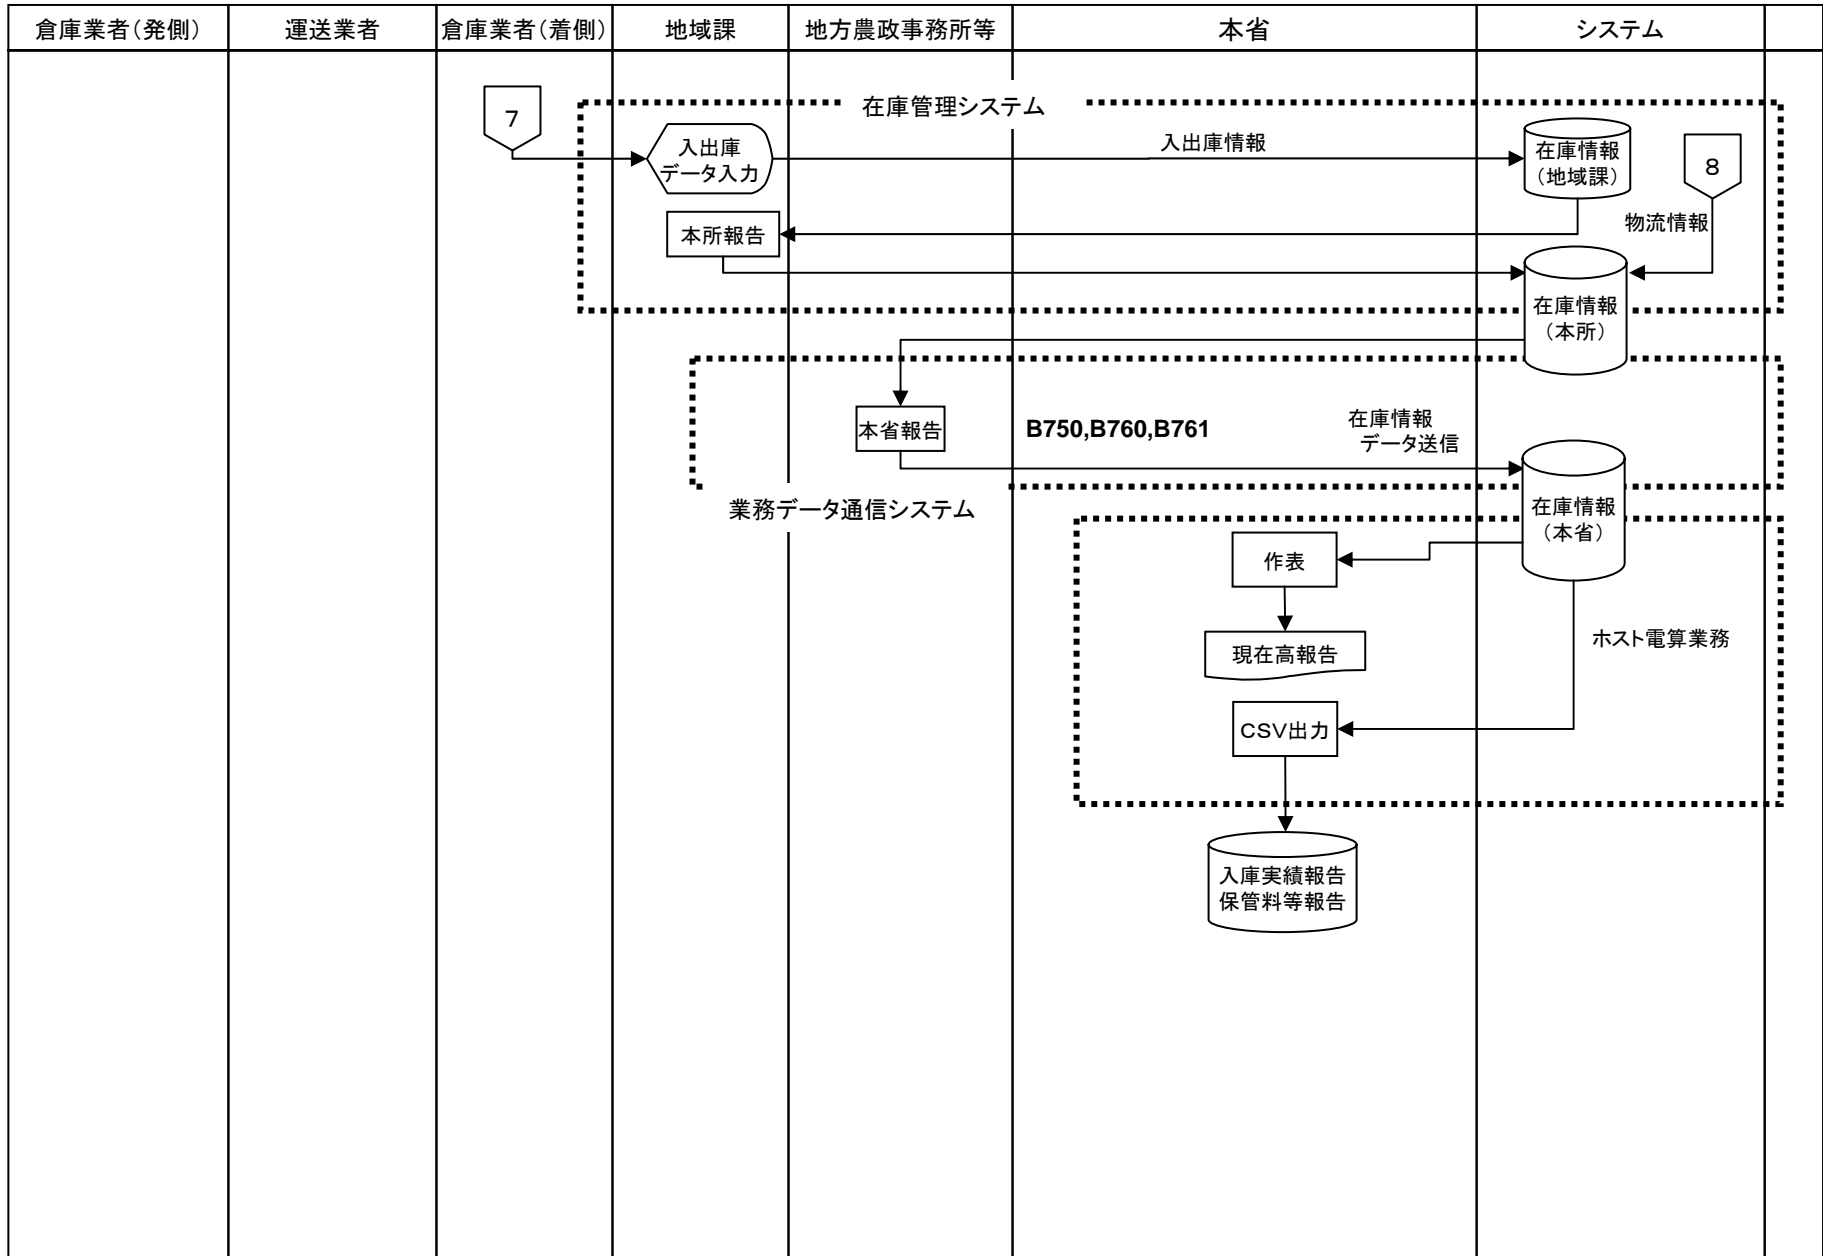 倉庫業者（発側）
運送業者
倉庫業者（着側）
地域課
地方農政事務所等
本省
システム
在庫管理システム
７
入出庫
データ入力
入出庫情報
在庫情報
（地域課）
８
本所報告
物流情報
在庫情報
（本所）
本省報告
B750,B760,B761
在庫情報
データ送信
業務データ通信システム
在庫情報
（本省）
作表
現在高報告
ホスト電算業務
ＣＳＶ出力
入庫実績報告
保管料等報告